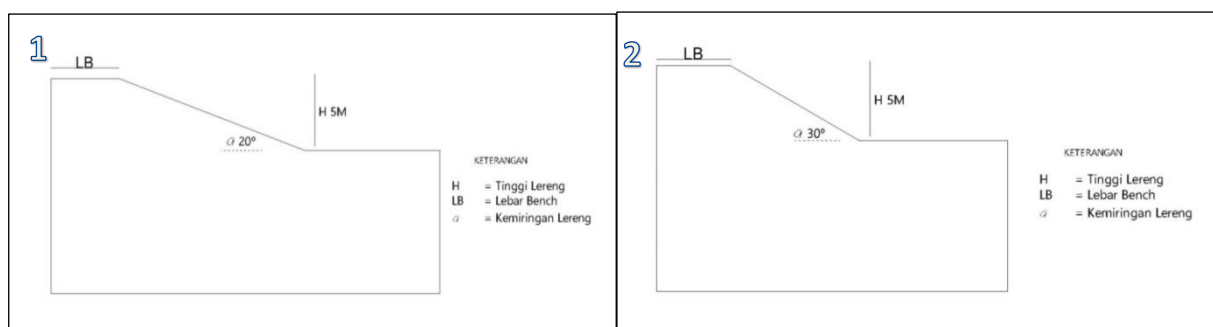 1
LB
H 5M
a 20°
KETERANGAN
H = Tinggi Lereng
LB = Lebar Bench
a = Kemiringan Lereng
2
LB
H 5M
a 30°
KETERANGAN
H = Tinggi Lereng
LB = Lebar Bench
a = Kemiringan Lereng